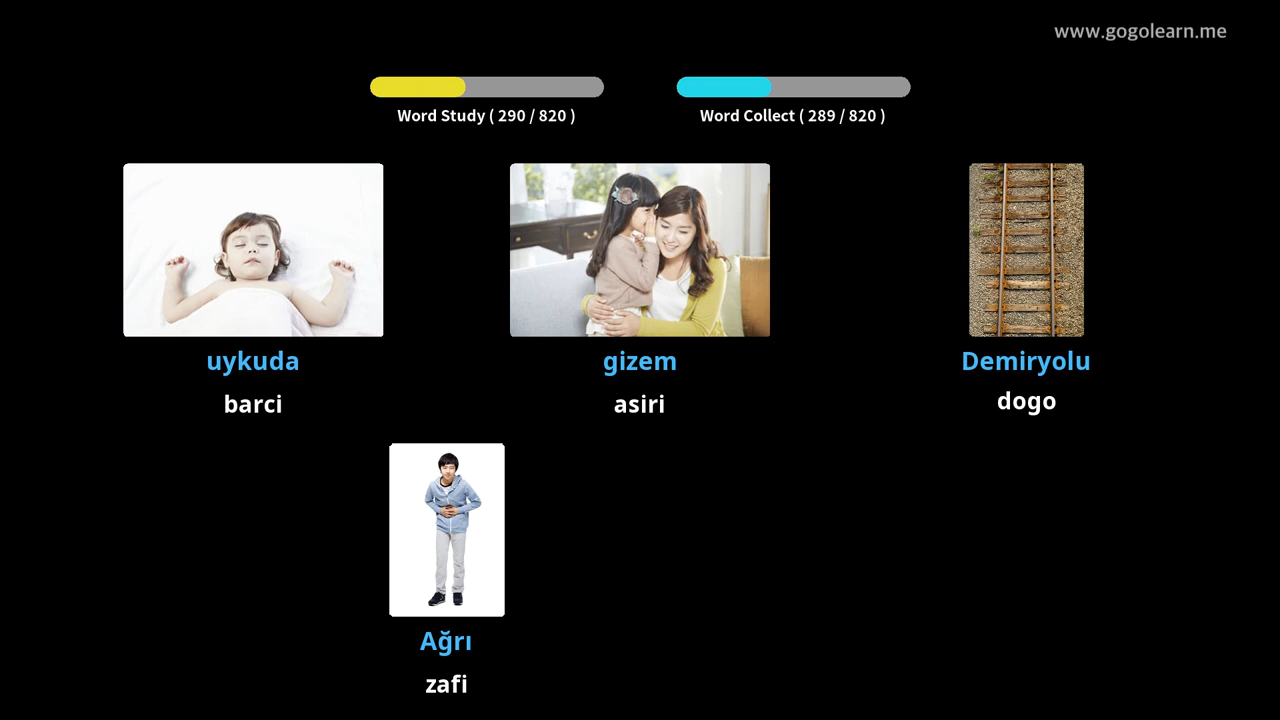 www.gogolearn.me
Word Study ( 290 / 820 )
Word Collect ( 289 / 820 )
uykuda
barci
gizem
asiri
Demiryolu
dogo
Ağrı
zafi